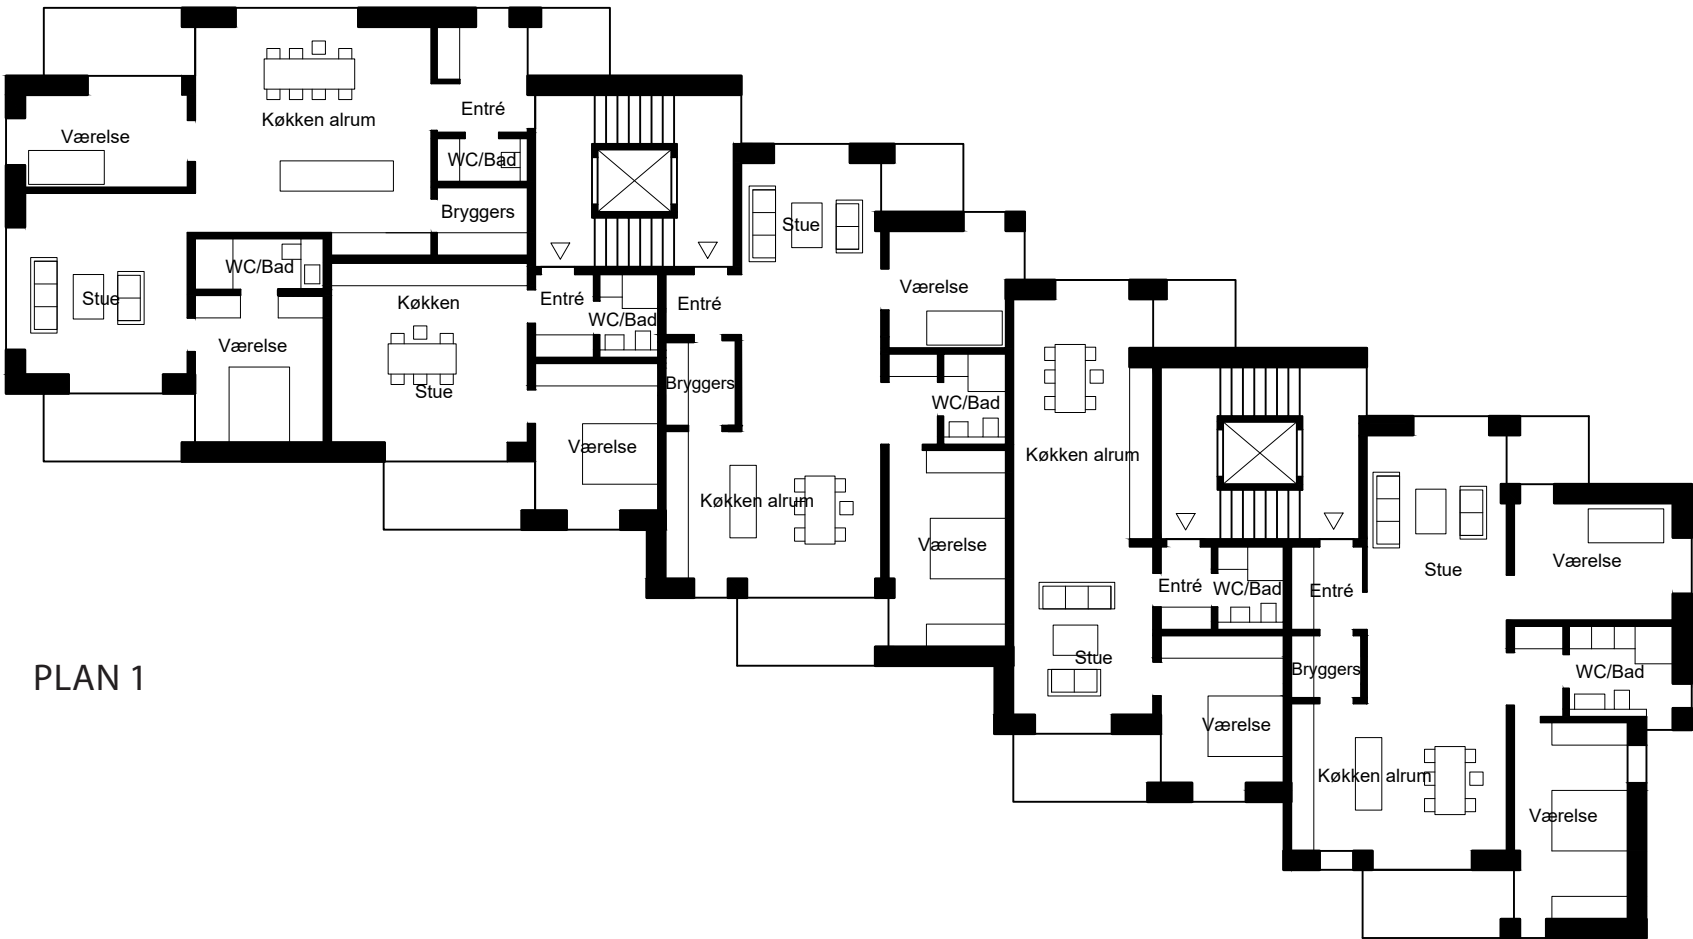 Køkken alrum
Entré
Værelse
WC/Bad
Bryggers
WC/Bad
Stue
Værelse
Køkken
Stue
Entré
WC/Bad
Værelse
Stue
Entré
Bryggers
Køkken alrum
Værelse
WC/Bad
Værelse
Køkken alrum
Stue
Entré
WC/Bad
Værelse
Stue
Entré
Bryggers
Køkken alrum
Værelse
WC/Bad
Værelse
PLAN 1